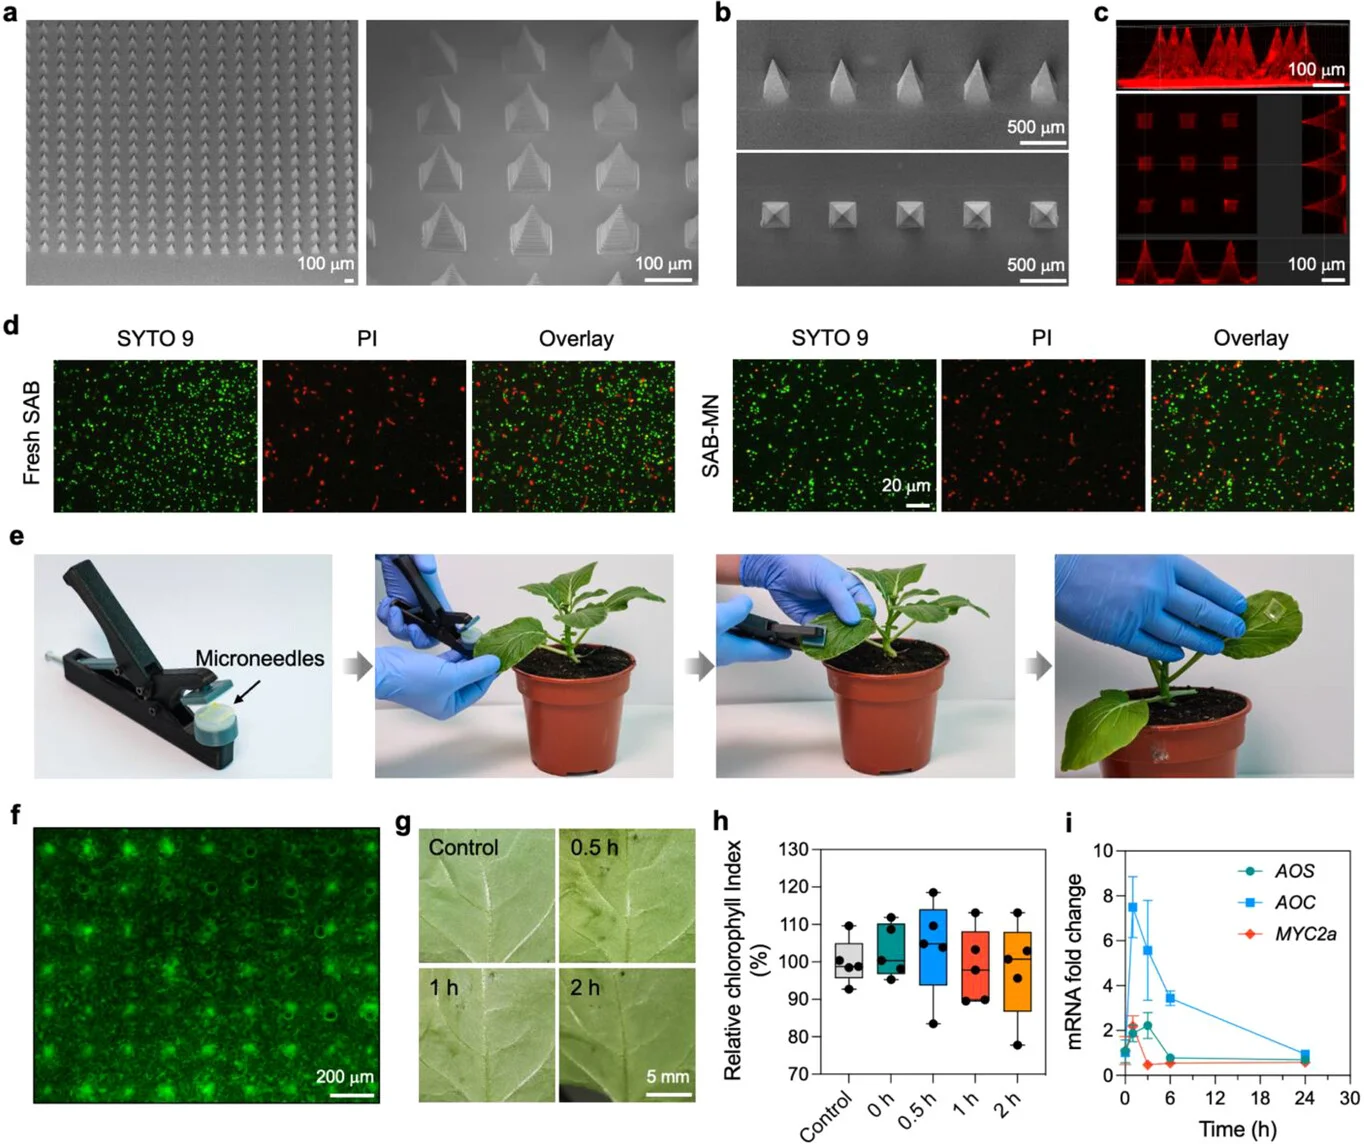 a
b
c
100 μm
100 μm
500 μm
500 μm
100 μm
100 μm
d
SYTO 9
PI
Overlay
SYTO 9
PI
Overlay
Fresh SAB
SAB-MN
20 μm
e
Microneedles
f
200 μm
g
Control
0.5 h
1 h
2 h
5 mm
h
Relative chlorophyll Index
(%)
130
120
110
100
90
80
70
Control
0 h
0.5 h
1 h
2 h
i
mRNA fold change
10
8
6
4
2
0
AOS
AOC
MYC2a
0
6
12
18
24
30
Time (h)